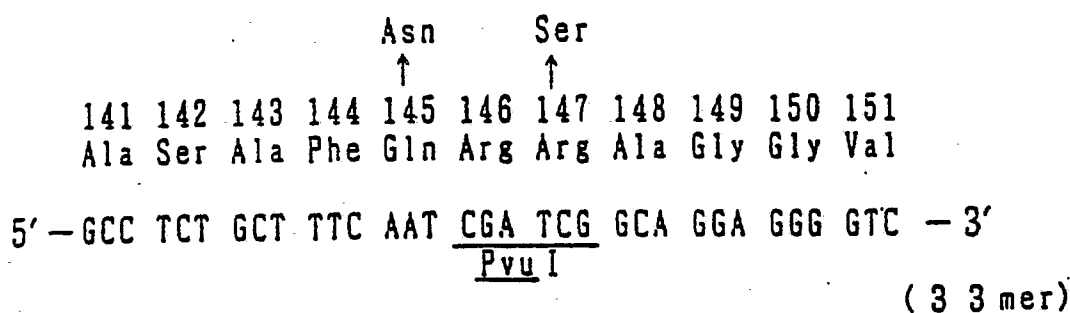 Asn Ser
↑ ↑
141 142 143 144 145 146 147 148 149 150 151
Ala Ser Ala Phe Gln Arg Arg Ala Gly Gly Val
5′ – GCC TCT GCT TTC AAT CGA TCG GCA GGA GGG GTC – 3′
Pvu I
(33mer)